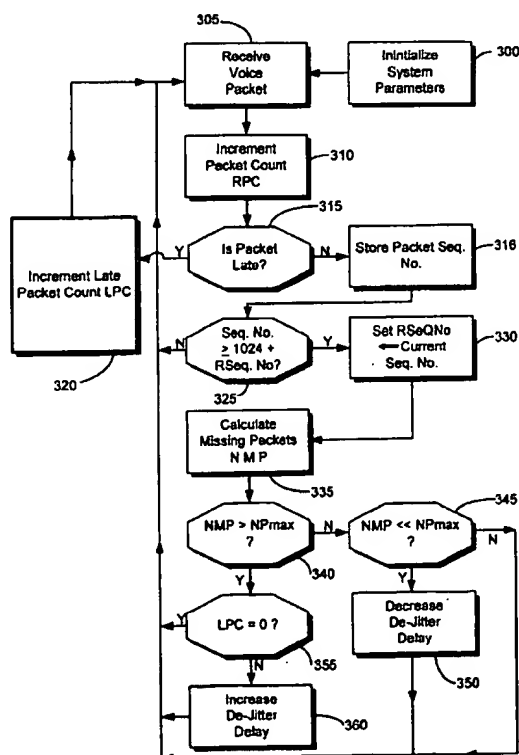 305
Receive
Voice
Packet
Inintialize
System
Parameters
300
Increment
Packet Count
RPC
310
315
Is Packet
Late?
Y
N
Store Packet Seq.
No.
316
Increment Late
Packet Count LPC
320
Seq. No.
≥ 1024 +
RSeq. No?
N
Y
325
Set RSeQNo
← Current
Seq. No.
330
Calculate
Missing Packets
N M P
335
NMP > NPmax
?
N
Y
340
NMP << NPmax
?
345
N
Y
LPC = 0 ?
Y
N
355
Decrease
De-Jitter
Delay
350
Increase
De-Jitter
Delay
360